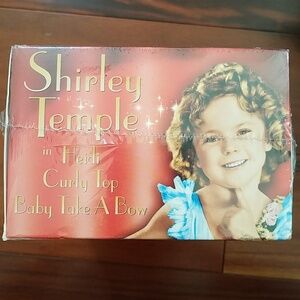 Shirley
Temple
in Heidi
Curly Top
Baby Take A Bow